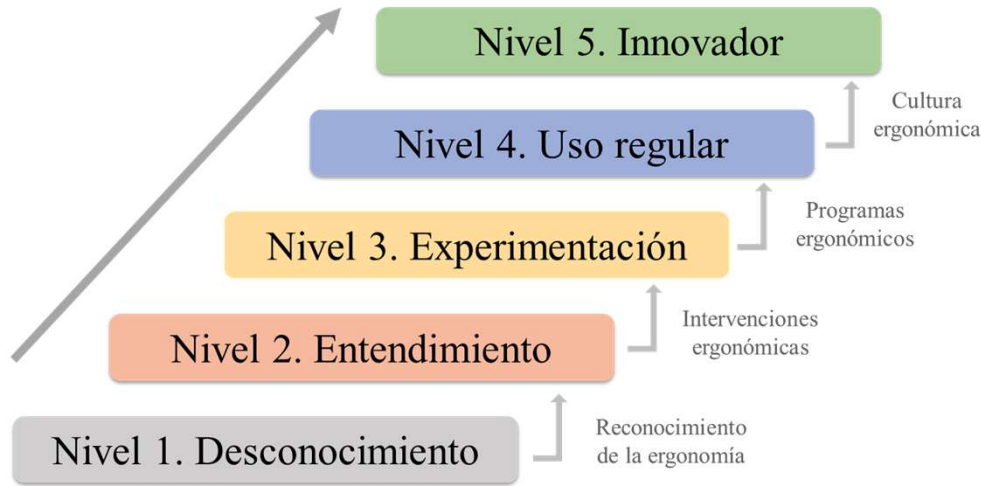 Nivel 5. Innovador
Cultura
ergonómica
Nivel 4. Uso regular
Programas
ergonómicos
Nivel 3. Experimentación
Intervenciones
ergonómicas
Nivel 2. Entendimiento
Reconocimiento
de la ergonomía
Nivel 1. Desconocimiento